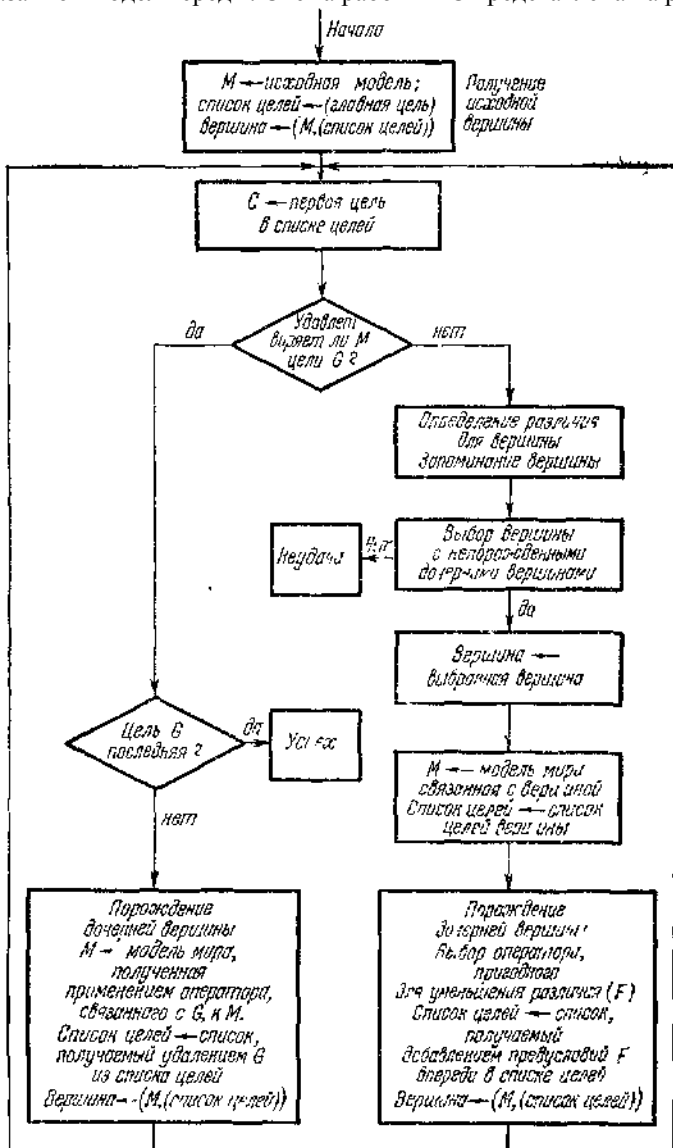 Начало
М ← исходная модель;
список целей ← (главная цель)
Вершина ← (М, (список целей))
Получение
исходной
вершины
G ← первая цель
в списке целей
Удовлет
воряет ли М
цели G ?
да
нет
Определение различия
для вершины
Запоминание вершины
Выбор вершины
с непорожденными
дочерними вершинами
нет
Неудача
да
Вершина ←
выбранная вершина
Цель G
последняя ?
да
Успех
нет
М ← модель мира
связанная с вершиной
Список целей ← список
целей вершины
Порождение
дочерней вершины
М ← модель мира,
полученная
применением оператора,
связанного с G, к М.
Список целей ← список,
получаемый удалением G
из списка целей
Вершина ← (М, (список целей))
Порождение
дочерней вершины
Выбор оператора,
пригодного
для уменьшения различия (F)
Список целей ← список,
получаемый
добавлением предусловий F
впереди в списке целей
Вершина ← (М, (список целей))